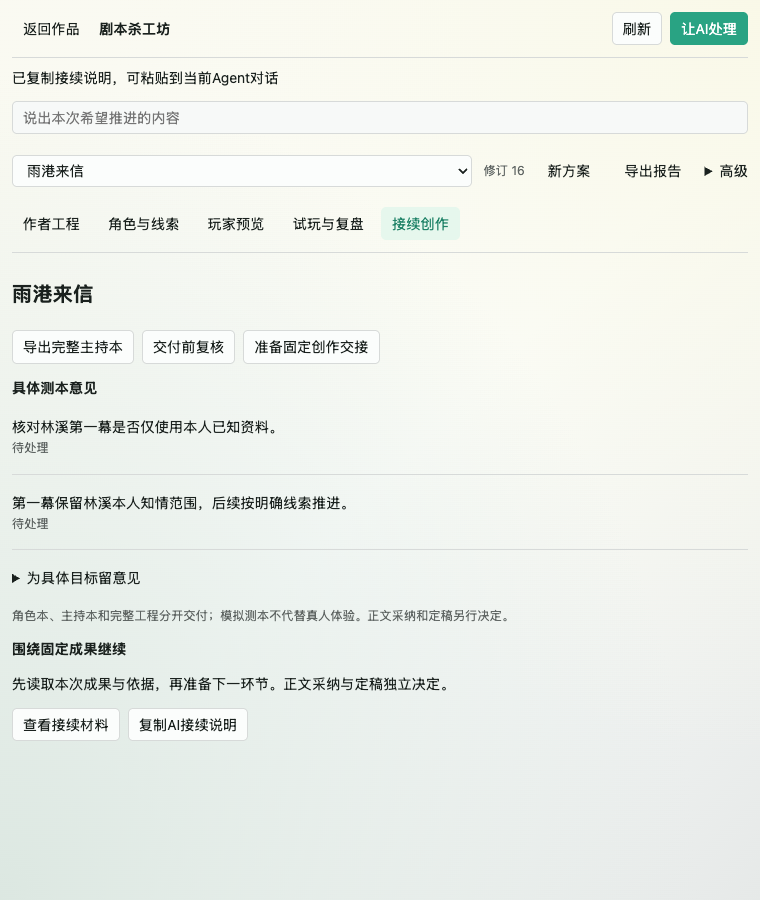 返回作品 剧本杀工坊 刷新 让AI处理
已复制接续说明，可粘贴到当前Agent对话
说出本次希望推进的内容
雨港来信 修订 16 新方案 导出报告 ▶ 高级
作者工程 角色与线索 玩家预览 试玩与复盘 接续创作
雨港来信
导出完整主持本 交付前复核 准备固定创作交接
具体测本意见
核对林溪第一幕是否仅使用本人已知资料。
待处理
第一幕保留林溪本人知情范围，后续按明确线索推进。
待处理
▶ 为具体目标留意见
角色本、主持本和完整工程分开交付；模拟测本不代替真人体验。正文采纳和定稿另行决定。
围绕固定成果继续
先读取本次成果与依据，再准备下一环节。正文采纳与定稿独立决定。
查看接续材料 复制AI接续说明